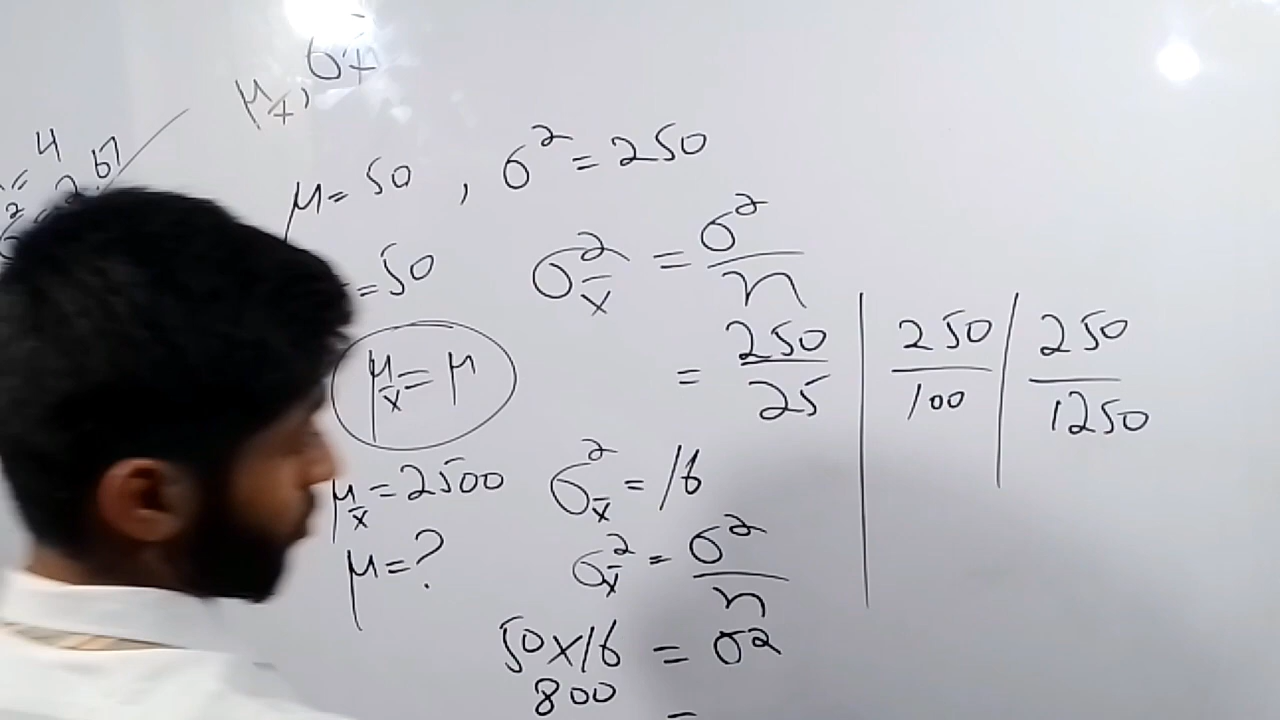 μx̄, σx̄
= 4
2.67
μ = 50 , σ² = 250
= 50
σ²x̄ = σ²/n
μx̄ = μ
= 250/25 | 250/100 | 250/1250
μx̄ = 2500
σ²x̄ = 16
μ = ?
σ²x̄ = σ²/n
50×16 = σ²
800 =